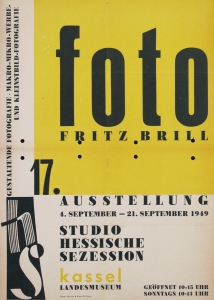 GESTALTENDE FOTOGRAFIE · MAKRO-MIKRO-WERBE-
UND KLEINSTBILD-FOTOGRAFIE
foto
FRITZ BRILL
17.
AUSSTELLUNG
4. SEPTEMBER – 21. SEPTEMBER 1949
STUDIO
HESSISCHE
SEZESSION
hs
kassel
LANDESMUSEUM
GEÖFFNET 10-15 UHR
SONNTAGS 10-13 UHR